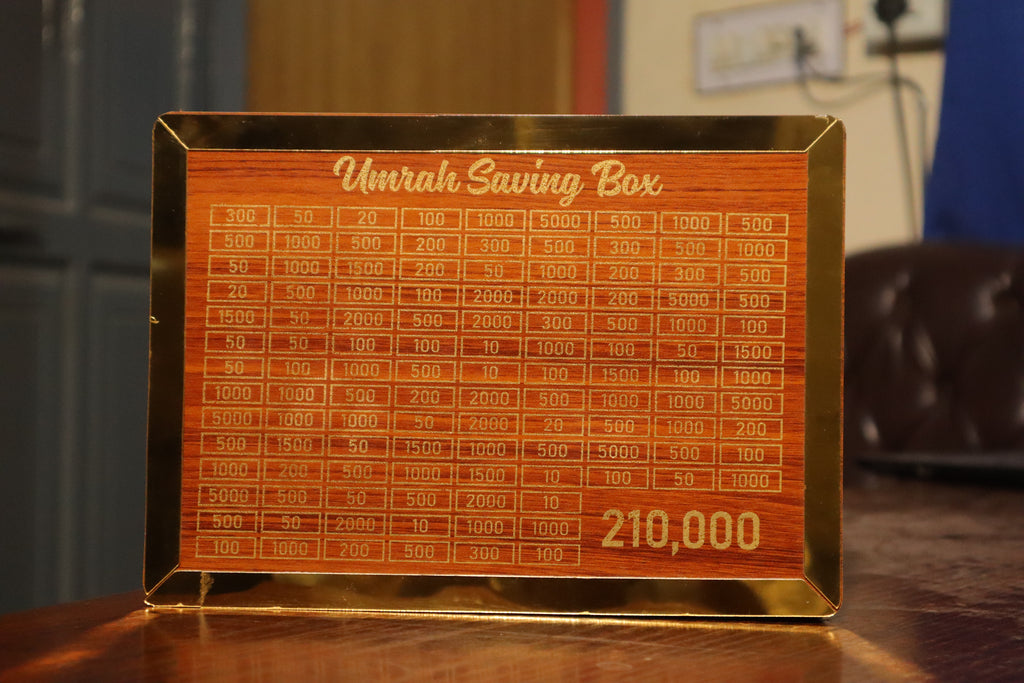 Umrah Saving Box
300 50 20 100 1000 5000 500 1000 500
500 1000 500 200 300 500 300 500 1000
50 1000 1500 200 50 1000 200 300 500
20 500 1000 100 2000 2000 200 5000 500
1500 50 2000 500 2000 300 500 1000 100
50 50 100 100 10 1000 100 50 1500
50 100 1000 500 10 100 1500 100 1000
1000 1000 500 200 2000 500 1000 1000 5000
5000 1000 1000 50 2000 20 500 1000 200
500 1500 50 1500 1000 500 5000 500 100
1000 200 500 1000 1500 10 100 50 1000
5000 500 50 500 2000 10
500 50 2000 10 1000 1000
100 1000 200 500 300 100
210,000